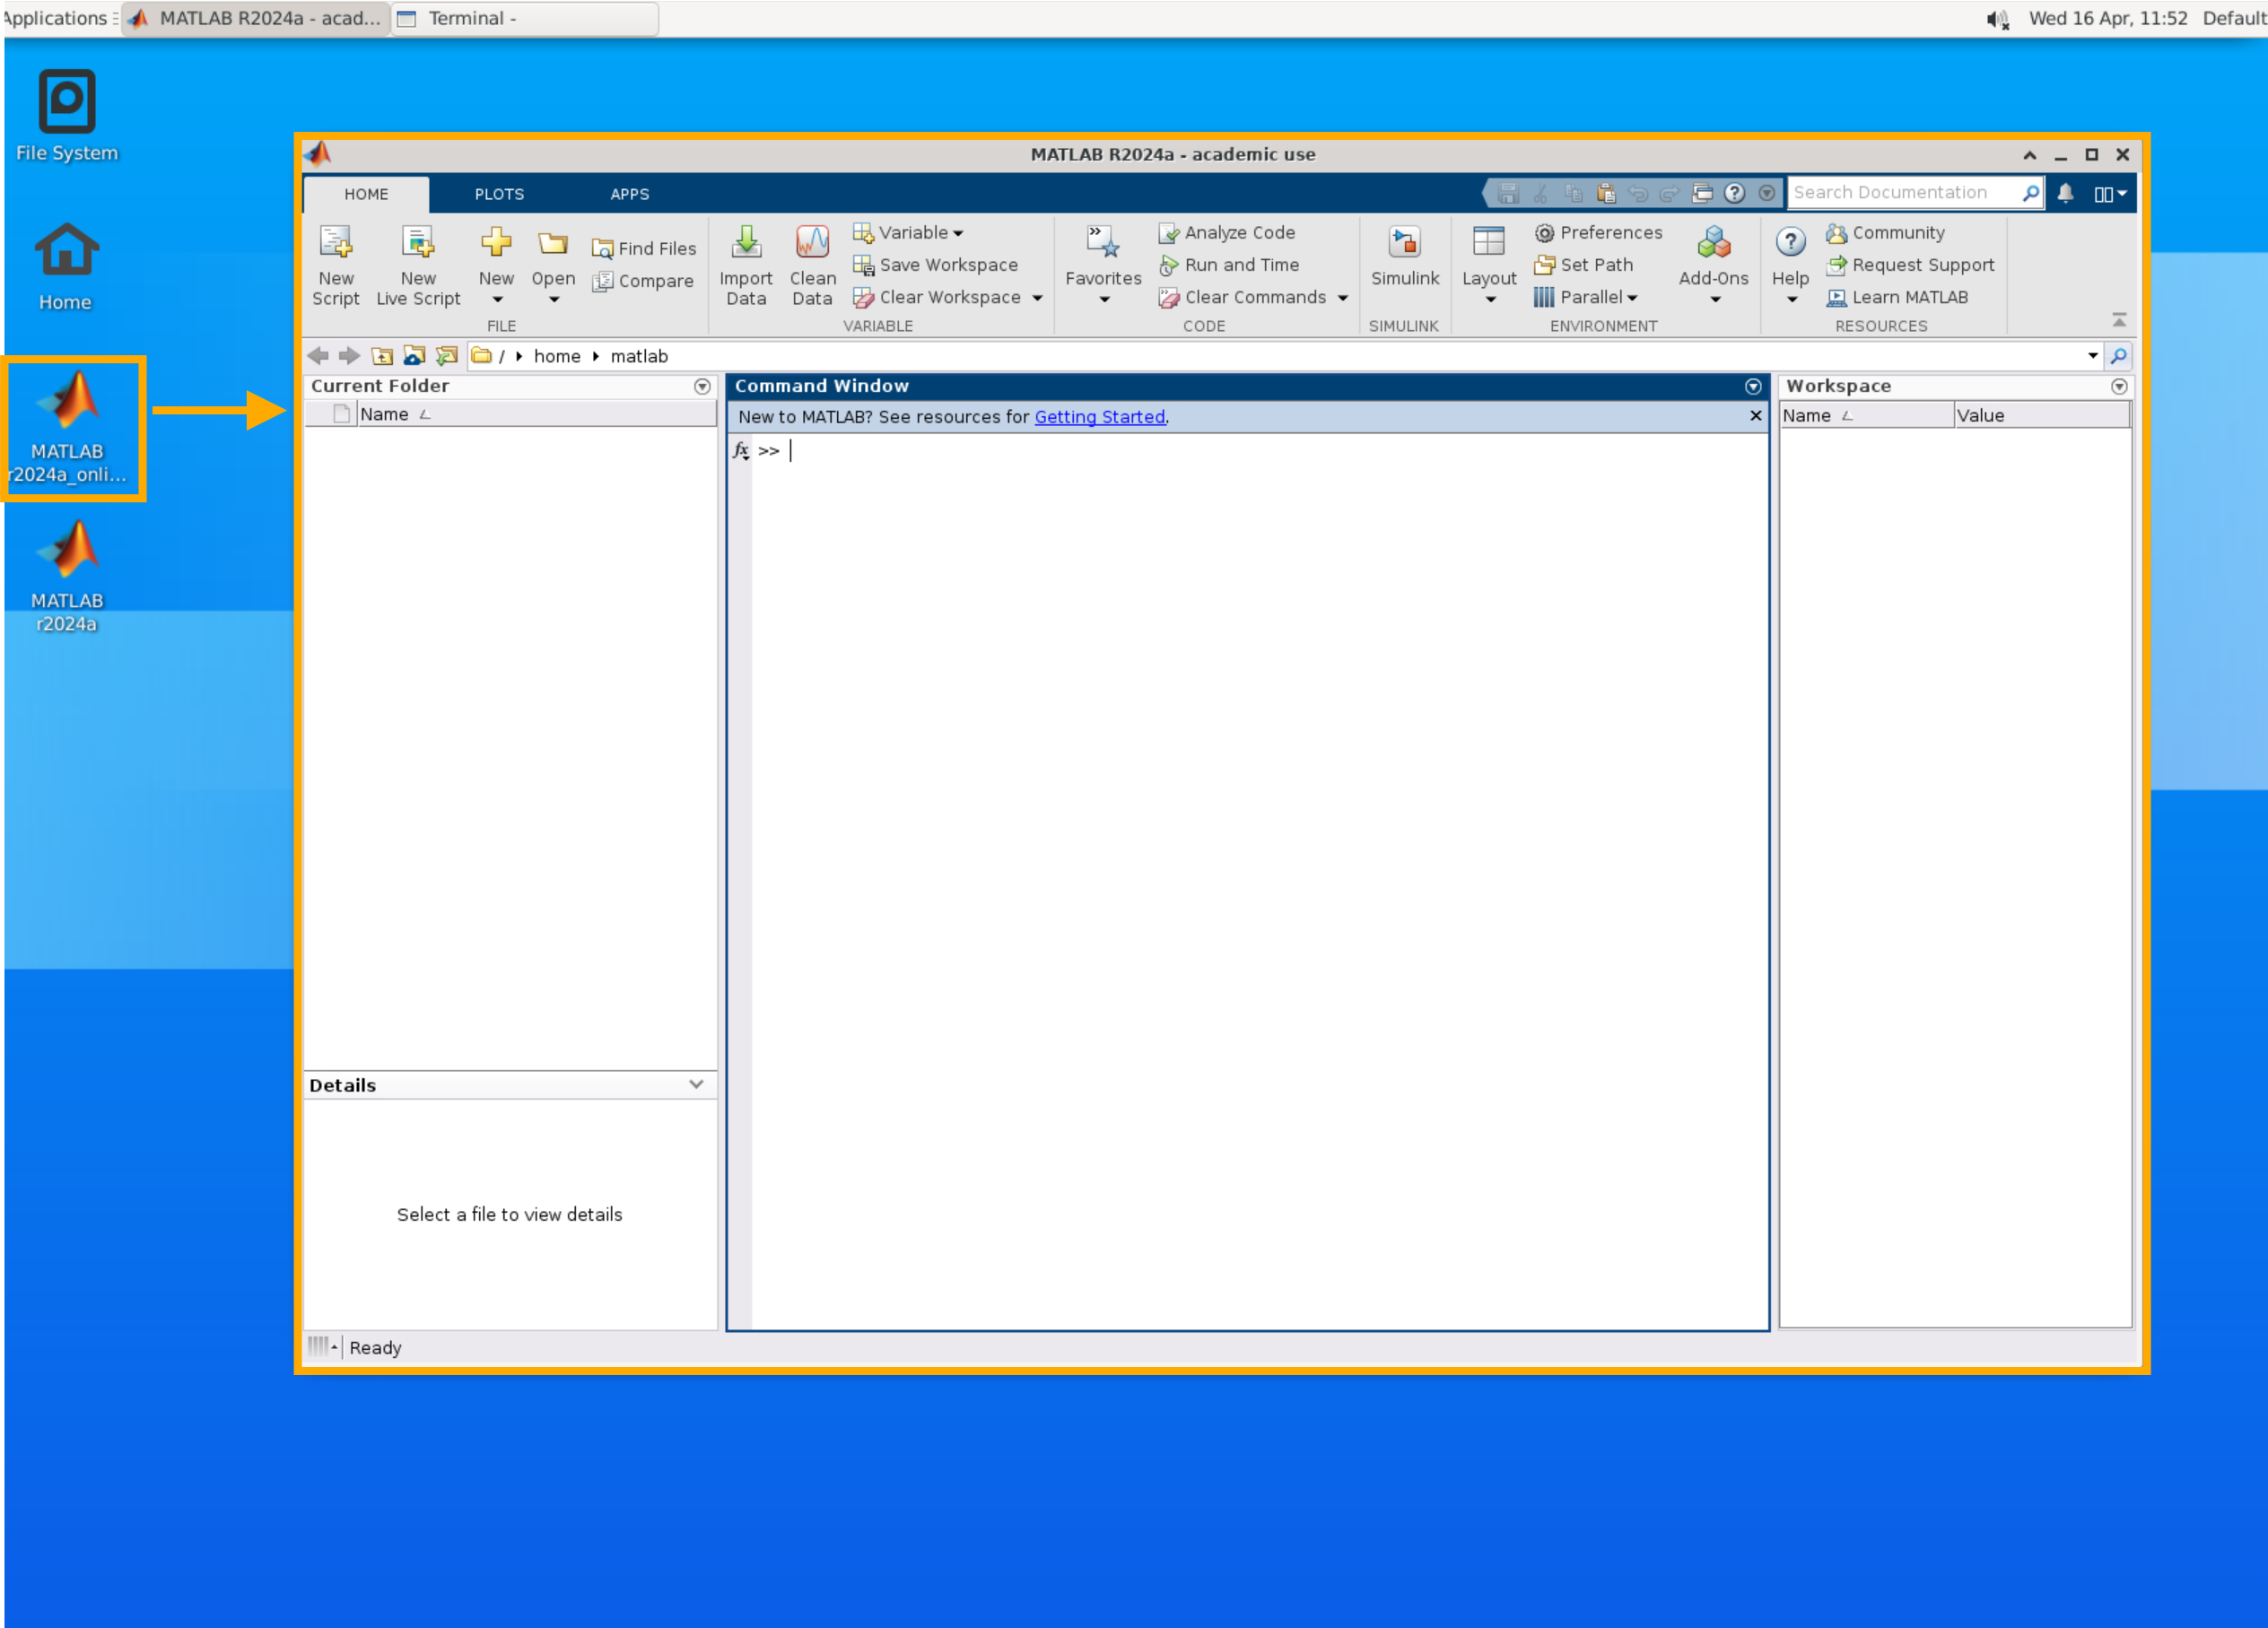 Applications MATLAB R2024a - acad... Terminal - Wed 16 Apr, 11:52 Default
File System
Home
MATLAB
r2024a_onli...
MATLAB
r2024a
MATLAB R2024a - academic use
HOME PLOTS APPS Search Documentation
New Script
New Live Script
New
Open
Find Files
Compare
FILE
Import Data
Clean Data
Variable
Save Workspace
Clear Workspace
VARIABLE
Favorites
Analyze Code
Run and Time
Clear Commands
CODE
Simulink
SIMULINK
Layout
Preferences
Set Path
Parallel
Add-Ons
ENVIRONMENT
Help
Community
Request Support
Learn MATLAB
RESOURCES
/ home matlab
Current Folder
Name
Command Window
New to MATLAB? See resources for Getting Started.
fx >>
Workspace
Name Value
Details
Select a file to view details
Ready